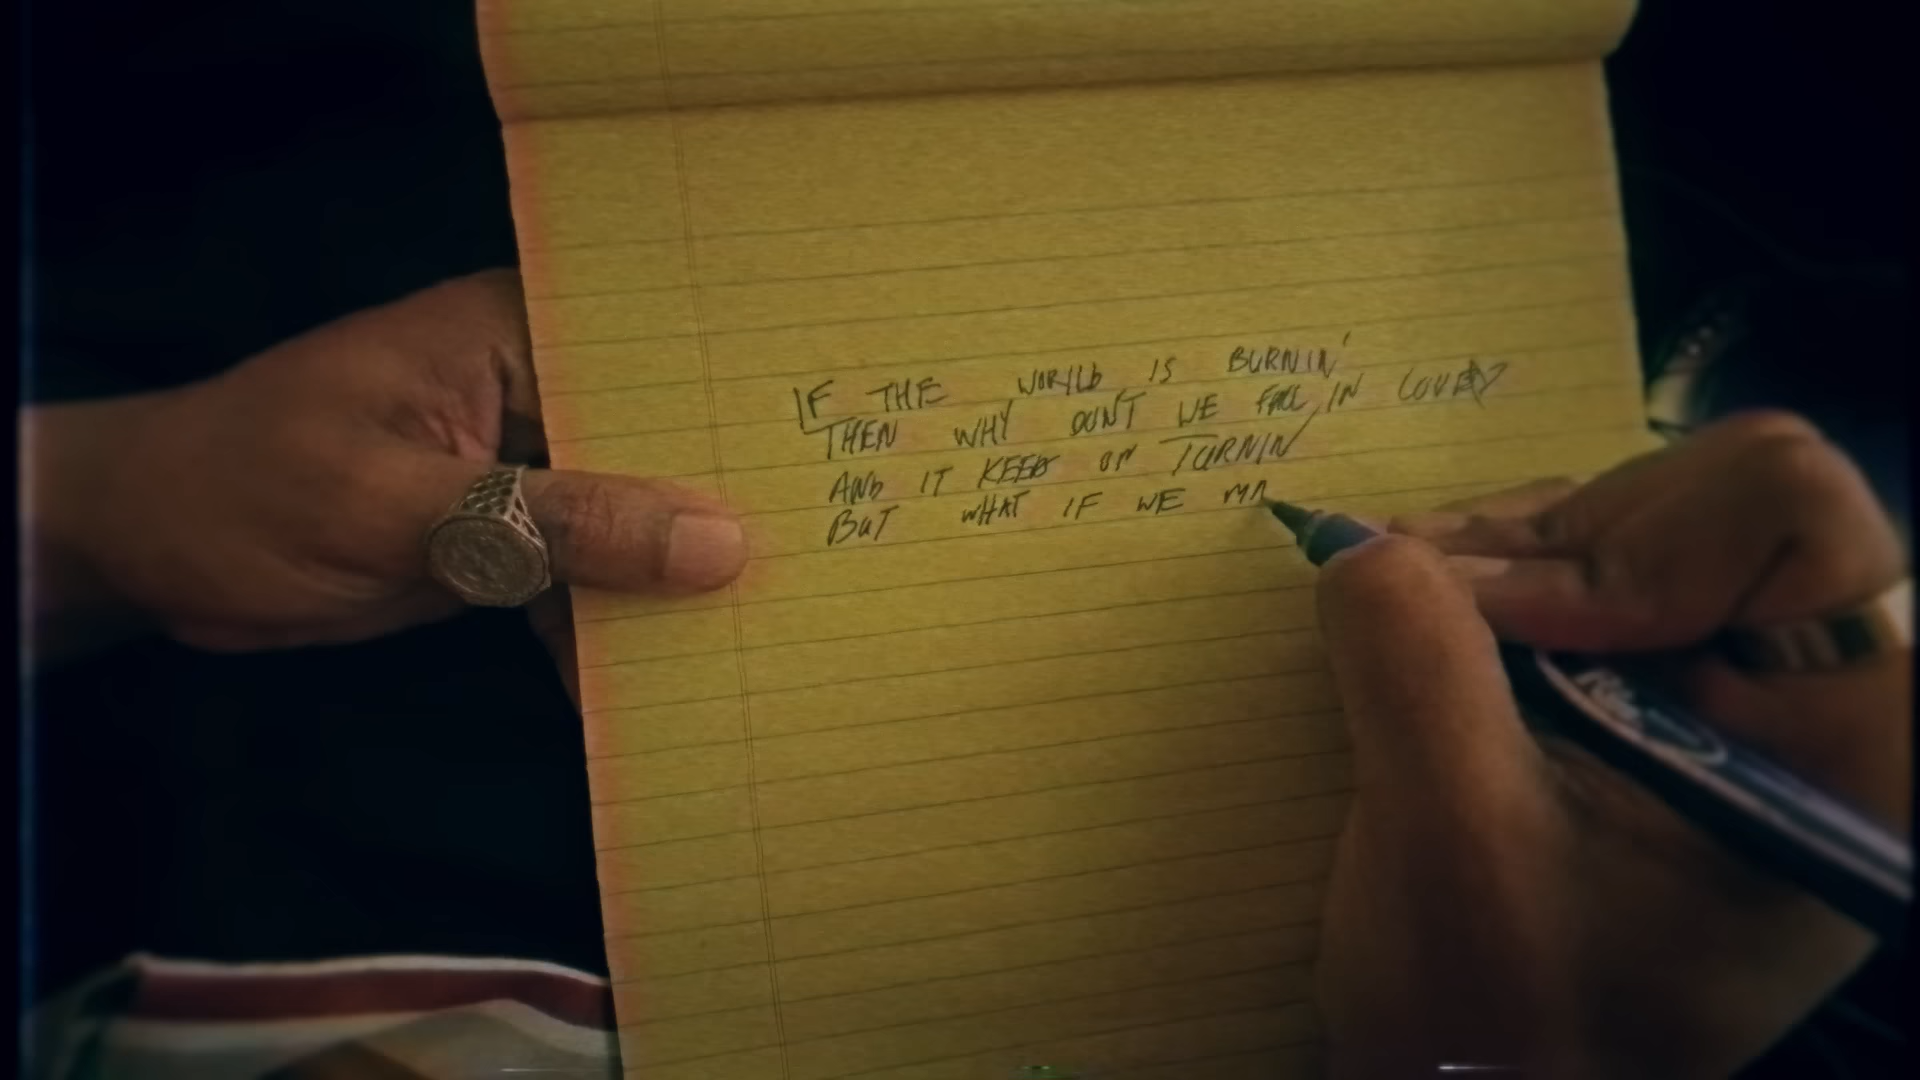 IF THE WORLD IS BURNIN'
THEN WHY DON'T WE FALL IN LOVE
AND IT KEEPS ON TURNIN
BUT WHAT IF WE MA